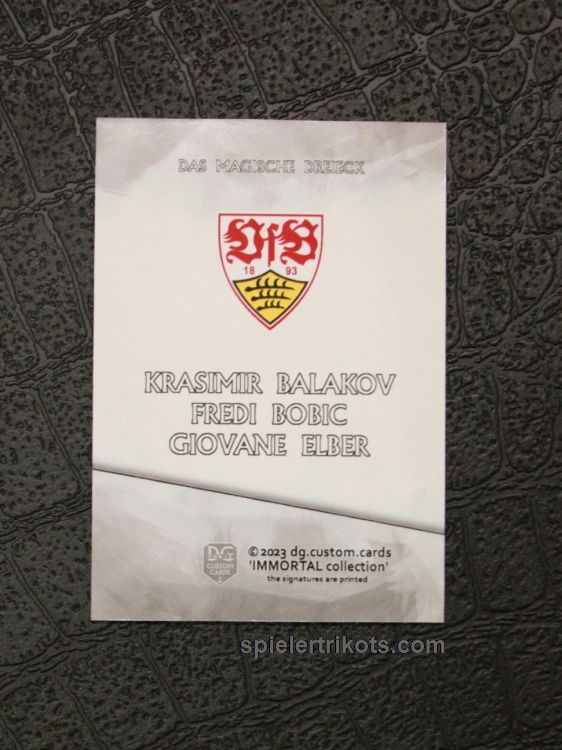 DAS MAGISCHE DREIECK
VfB
18 93
KRASIMIR BALAKOV
FREDI BOBIC
GIOVANE ELBER
DG
CUSTOM
CARDS
© 2023 dg.custom.cards
'IMMORTAL collection'
the signatures are printed
spielertrikots.com